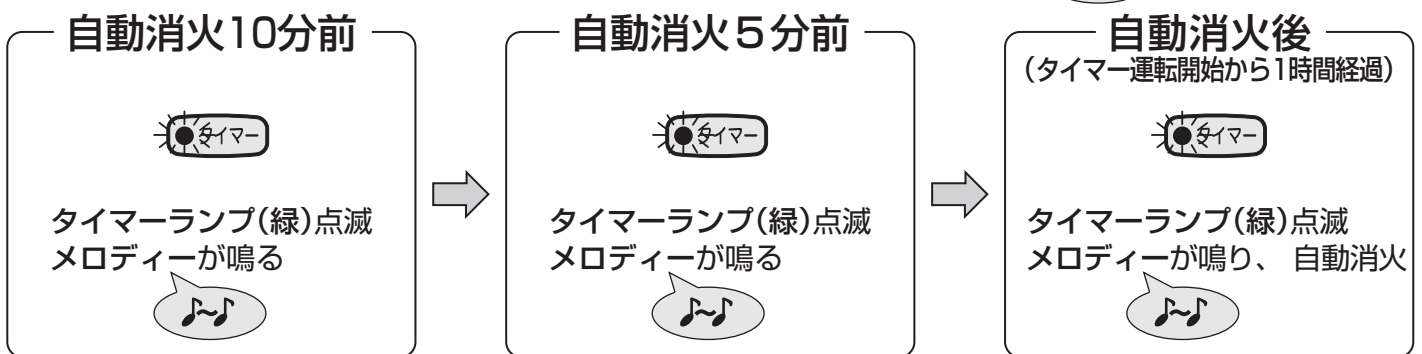 自動消火10分前
タイマー
タイマーランプ(緑)点滅
メロディーが鳴る
自動消火5分前
タイマー
タイマーランプ(緑)点滅
メロディーが鳴る
自動消火後
(タイマー運転開始から1時間経過)
タイマー
タイマーランプ(緑)点滅
メロディーが鳴り、自動消火